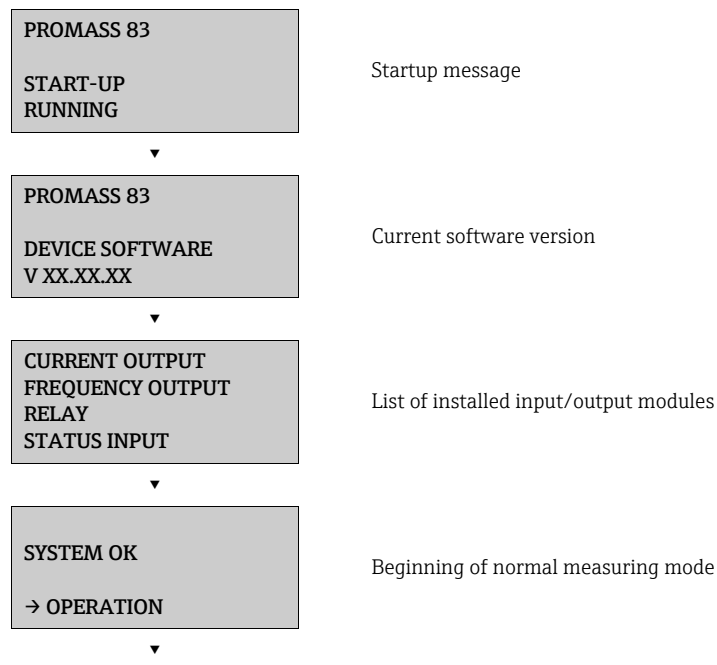 PROMASS 83
START-UP
RUNNING
Startup message
▼
PROMASS 83
DEVICE SOFTWARE
V XX.XX.XX
Current software version
▼
CURRENT OUTPUT
FREQUENCY OUTPUT
RELAY
STATUS INPUT
List of installed input/output modules
▼
SYSTEM OK
→ OPERATION
Beginning of normal measuring mode
▼